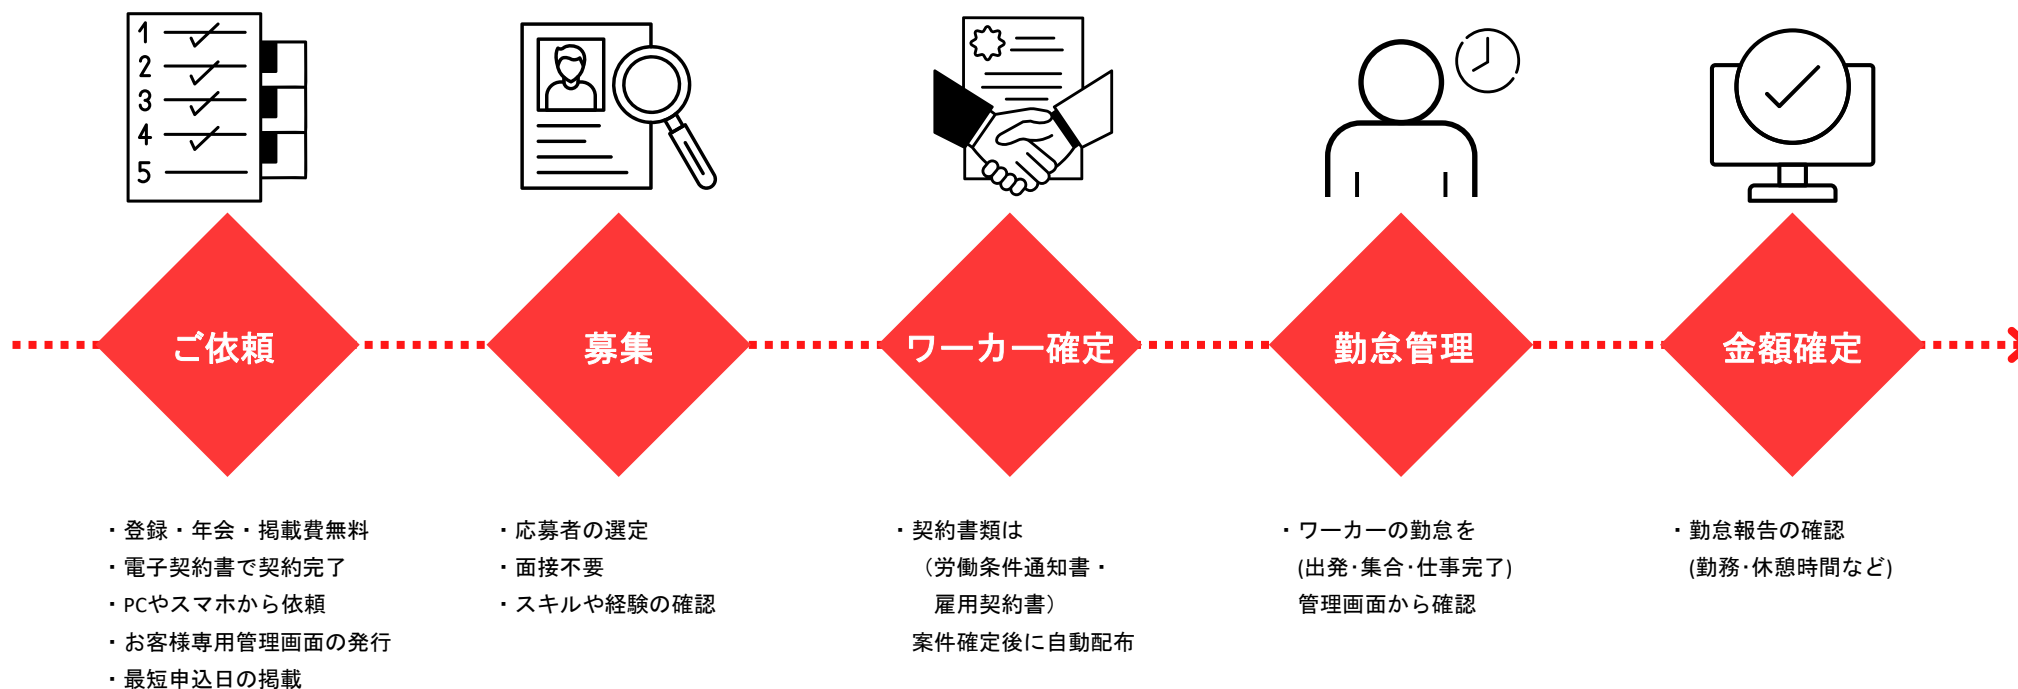 1
2
3
4
5
ご依頼
募集
ワーカー確定
勤怠管理
金額確定
・登録・年会・掲載費無料
・電子契約書で契約完了
・PCやスマホから依頼
・お客様専用管理画面の発行
・最短申込日の掲載
・応募者の選定
・面接不要
・スキルや経験の確認
・契約書類は
（労働条件通知書・
雇用契約書）
案件確定後に自動配布
・ワーカーの勤怠を
(出発･集合･仕事完了)
管理画面から確認
・勤怠報告の確認
(勤務･休憩時間など)